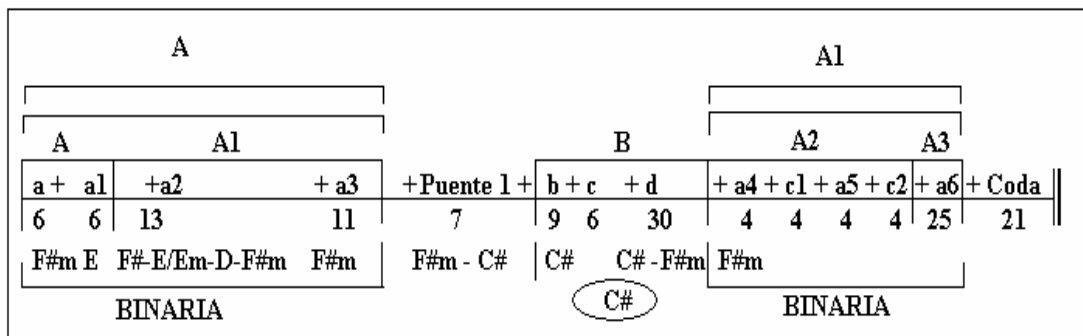 A A1
A A1 B A2 A3
a + a1 +a2 + a3 +Puente 1 + b + c + d + a4 + c1 + a5 + c2 + a6 + Coda
6 6 13 11 7 9 6 30 4 4 4 4 25 21
F#m E F#-E/Em-D-F#m F#m F#m - C# C# C# -F#m F#m
BINARIA C# BINARIA